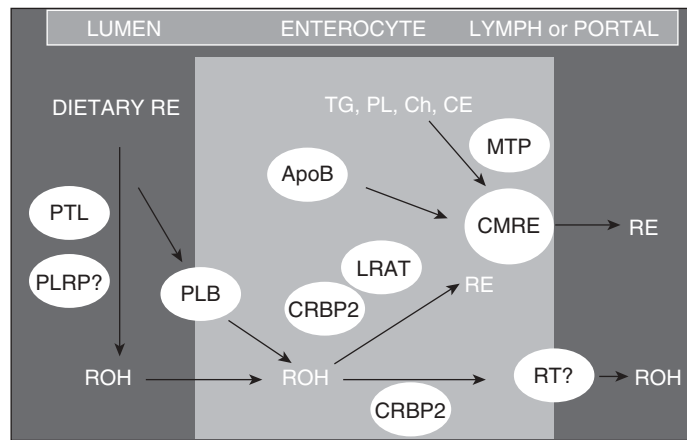 LUMEN ENTEROCYTE LYMPH or PORTAL
DIETARY RE
TG, PL, Ch, CE
MTP
ApoB
PTL
CMRE
RE
PLRP?
PLB
LRAT
CRBP2
RE
ROH
ROH
RT?
ROH
CRBP2